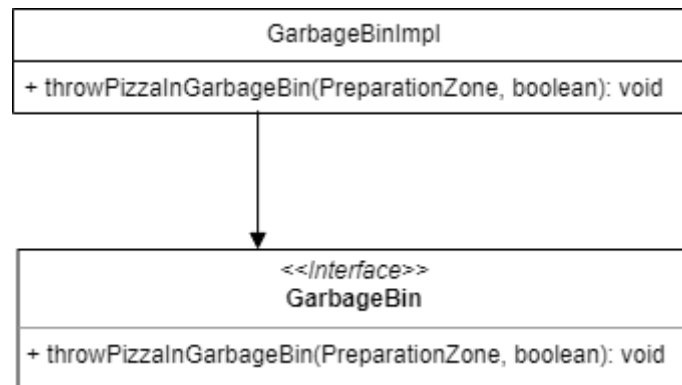 GarbageBinImpl
+ throwPizzaInGarbageBin(PreparationZone, boolean): void
<<Interface>>
GarbageBin
+ throwPizzaInGarbageBin(PreparationZone, boolean): void